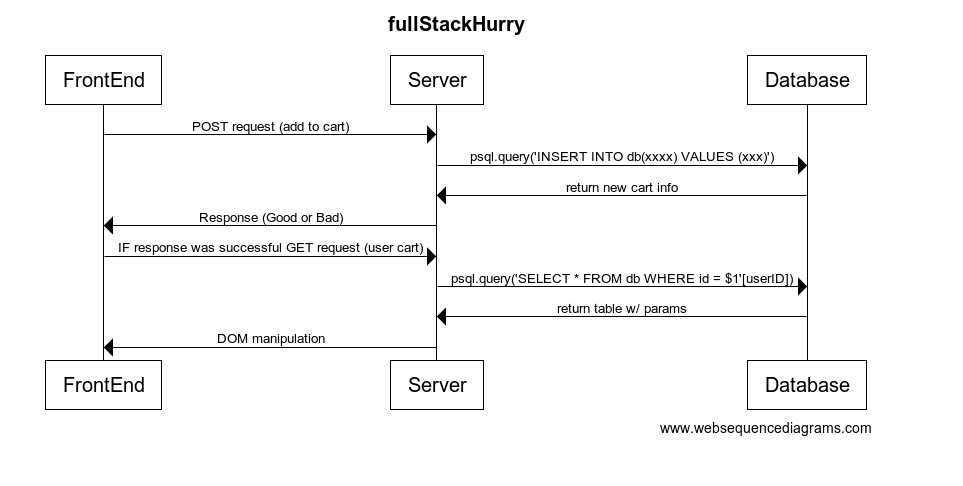 fullStackHurry
FrontEnd Server Database
POST request (add to cart)
psql.query('INSERT INTO db(xxxx) VALUES (xxx)')
return new cart info
Response (Good or Bad)
IF response was successful GET request (user cart)
psql.query('SELECT * FROM db WHERE id = $1'[userID])
return table w/ params
DOM manipulation
FrontEnd Server Database
www.websequencediagrams.com